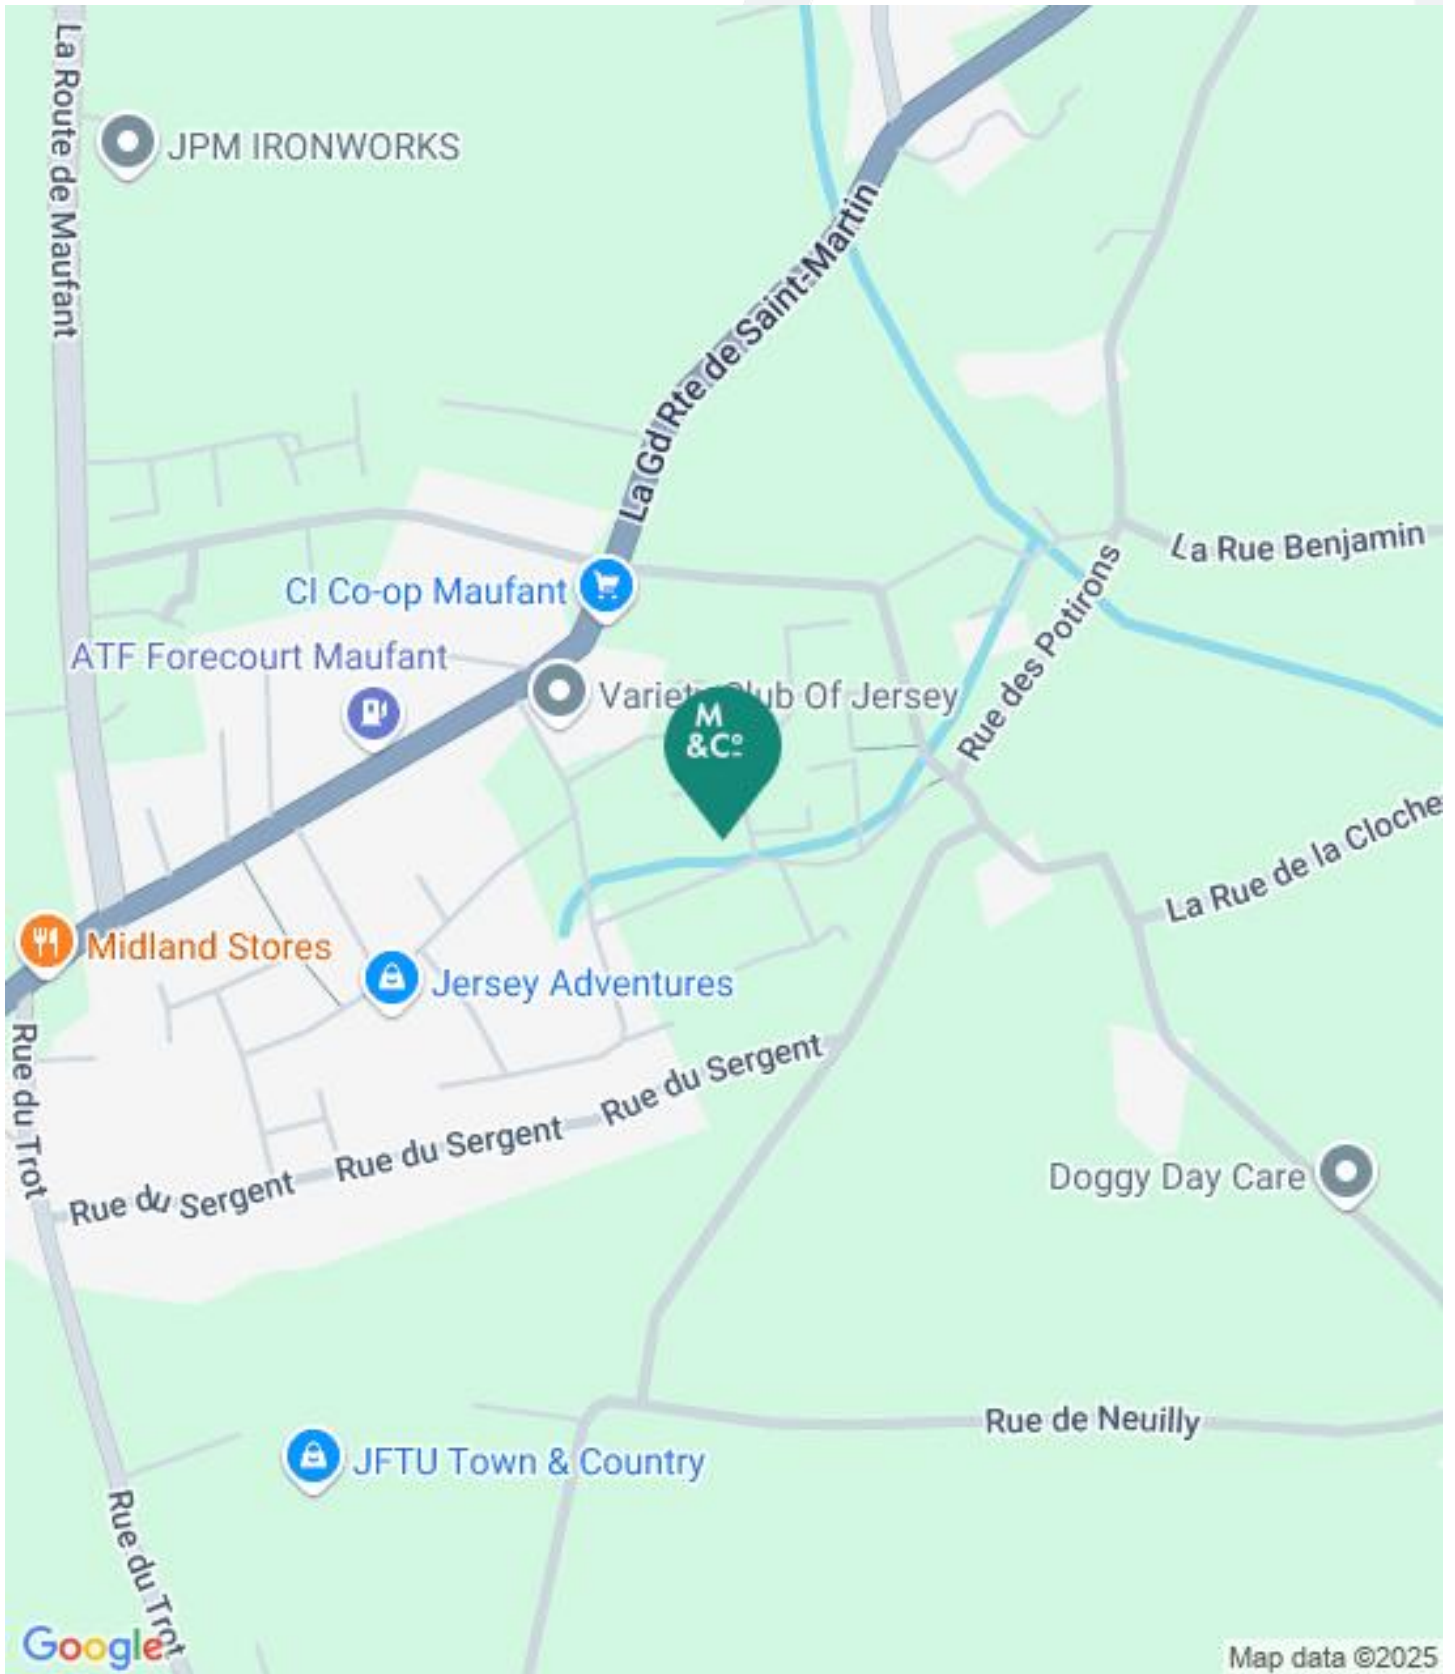 La Route de Maufant
JPM IRONWORKS
La Gd Rte de Saint-Martin
La Rue Benjamin
CI Co-op Maufant
ATF Forecourt Maufant
Variety Club Of Jersey
M
&Cº
Rue des Potirons
La Rue de la Cloche
Midland Stores
Jersey Adventures
Rue du Trot
Rue du Sergent
Rue du Sergent
Rue du Sergent
Doggy Day Care
Rue de Neuilly
JFTU Town & Country
Rue du Trot
Google
Map data ©2025